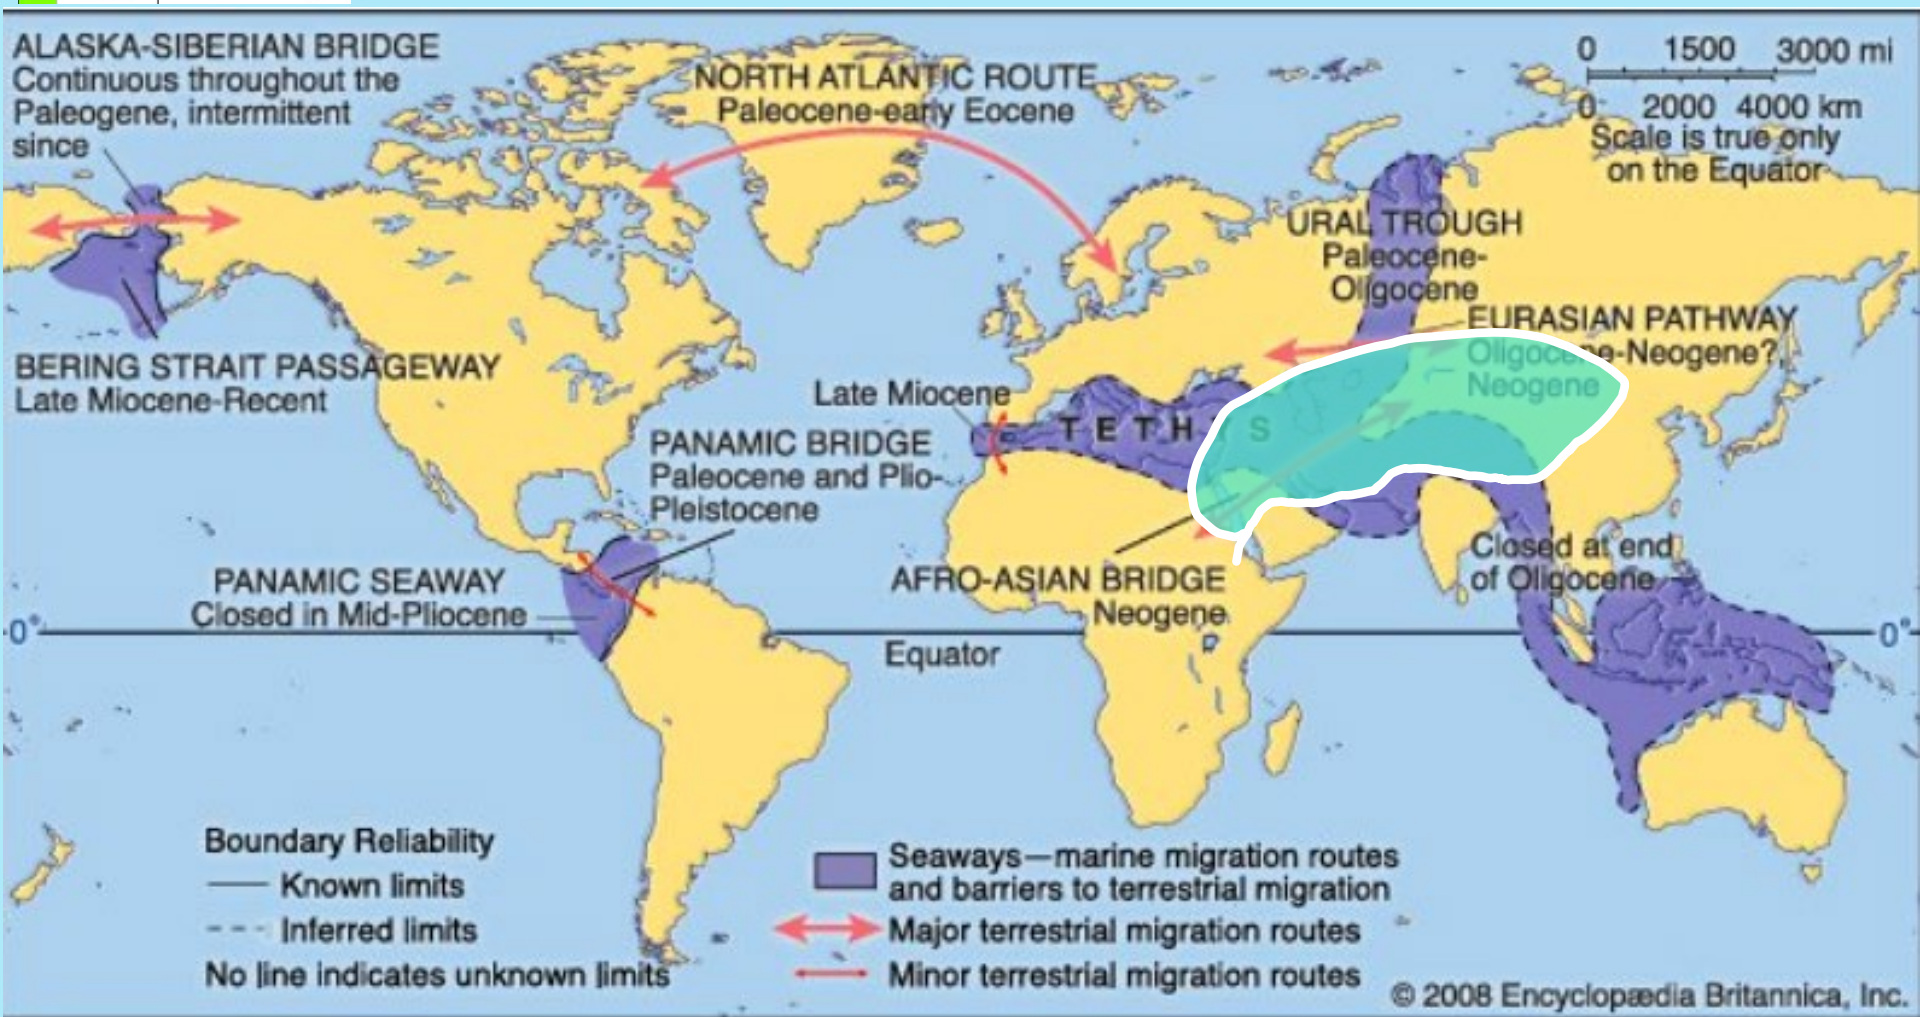 ALASKA-SIBERIAN BRIDGE
Continuous throughout the
Paleogene, intermittent
since
NORTH ATLANTIC ROUTE
Paleocene-early Eocene
0 1500 3000 mi
0 2000 4000 km
Scale is true only
on the Equator
URAL TROUGH
Paleocene-
Oligocene
EURASIAN PATHWAY
Oligocene-Neogene?,
Neogene
BERING STRAIT PASSAGEWAY
Late Miocene-Recent
Late Miocene
TETHYS
PANAMIC BRIDGE
Paleocene and Plio-
Pleistocene
PANAMIC SEAWAY
Closed in Mid-Pliocene
AFRO-ASIAN BRIDGE
Neogene
Closed at end
of Oligocene
0°
Equator
0°
Boundary Reliability
Known limits
Inferred limits
No line indicates unknown limits
Seaways—marine migration routes
and barriers to terrestrial migration
Major terrestrial migration routes
Minor terrestrial migration routes
© 2008 Encyclopædia Britannica, Inc.